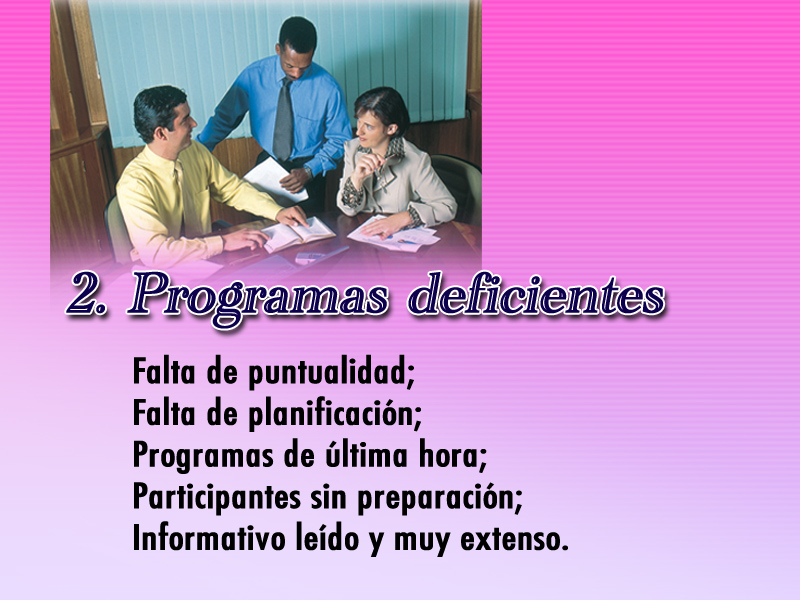 2. Programas deficientes
Falta de puntualidad;
Falta de planificación;
Programas de última hora;
Participantes sin preparación;
Informativo leído y muy extenso.